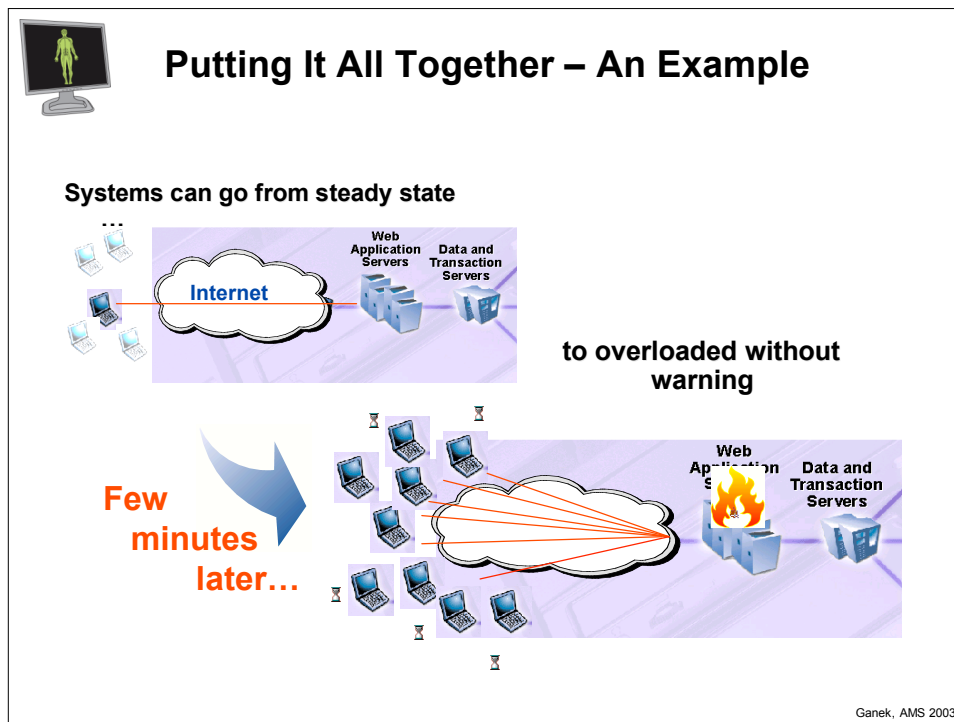 Putting It All Together – An Example
Systems can go from steady state
…
Web
Application
Servers
Data and
Transaction
Servers
Internet
to overloaded without
warning
Few
minutes
later…
Web
Application
Data and
Transaction
Servers
Ganek, AMS 2003